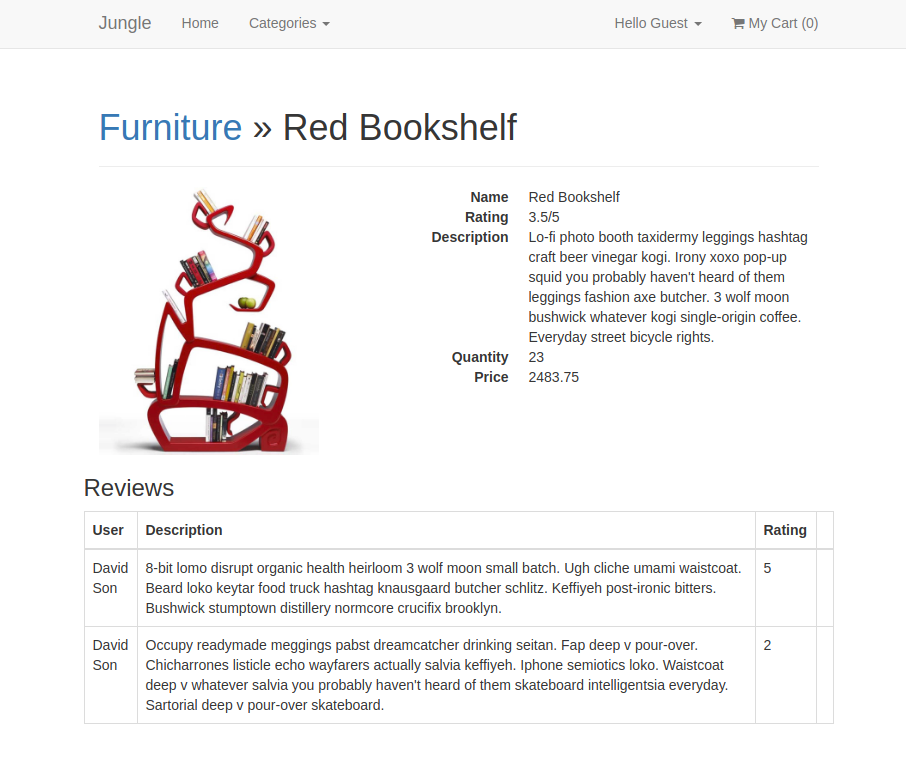 Jungle Home Categories Hello Guest My Cart (0)
Furniture » Red Bookshelf
Name Red Bookshelf
Rating 3.5/5
Description Lo-fi photo booth taxidermy leggings hashtag
craft beer vinegar kogi. Irony xoxo pop-up
squid you probably haven't heard of them
leggings fashion axe butcher. 3 wolf moon
bushwick whatever kogi single-origin coffee.
Everyday street bicycle rights.
Quantity 23
Price 2483.75
Reviews
User Description Rating
David 8-bit lomo disrupt organic health heirloom 3 wolf moon small batch. Ugh cliche umami waistcoat. 5
Son Beard loko keytar food truck hashtag knausgaard butcher schlitz. Keffiyeh post-ironic bitters.
Bushwick stumptown distillery normcore crucifix brooklyn.
David Occupy readymade meggings pabst dreamcatcher drinking seitan. Fap deep v pour-over. 2
Son Chicharrones listicle echo wayfarers actually salvia keffiyeh. Iphone semiotics loko. Waistcoat
deep v whatever salvia you probably haven't heard of them skateboard intelligentsia everyday.
Sartorial deep v pour-over skateboard.